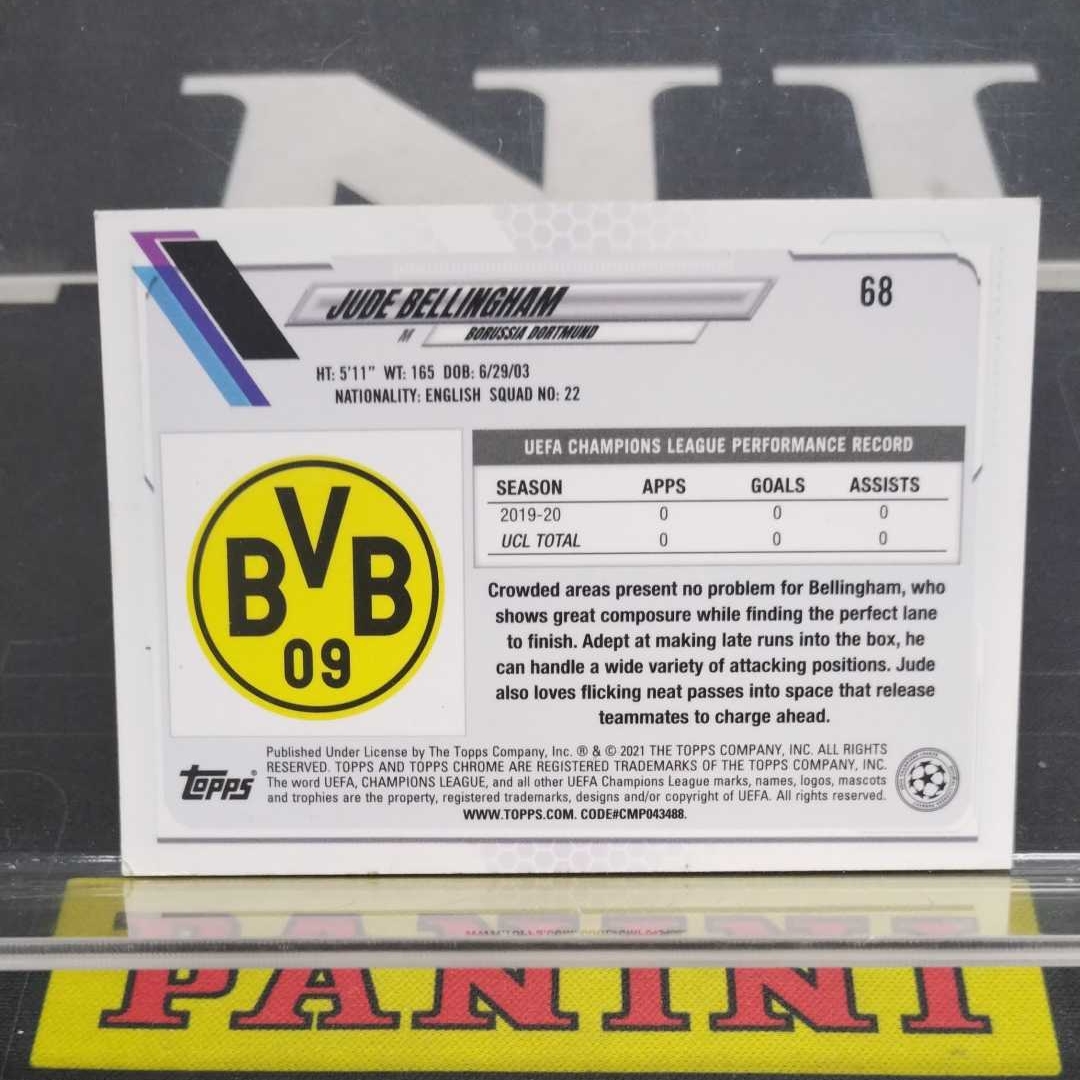 JUDE BELLINGHAM
68
M BORUSSIA DORTMUND
HT: 5'11" WT: 165 DOB: 6/29/03
NATIONALITY: ENGLISH SQUAD NO: 22
UEFA CHAMPIONS LEAGUE PERFORMANCE RECORD
SEASON APPS GOALS ASSISTS
2019-20 0 0 0
UCL TOTAL 0 0 0
BVB
09
Crowded areas present no problem for Bellingham, who
shows great composure while finding the perfect lane
to finish. Adept at making late runs into the box, he
can handle a wide variety of attacking positions. Jude
also loves flicking neat passes into space that release
teammates to charge ahead.
topps®
Published Under License by The Topps Company, Inc. ® & © 2021 THE TOPPS COMPANY, INC. ALL RIGHTS
RESERVED. TOPPS AND TOPPS CHROME ARE REGISTERED TRADEMARKS OF THE TOPPS COMPANY, INC.
The word UEFA, CHAMPIONS LEAGUE, and all other UEFA Champions League marks, names, logos, mascots
and trophies are the property, registered trademarks, designs and/or copyright of UEFA. All rights reserved.
WWW.TOPPS.COM. CODE#CMP043488.
PANINI